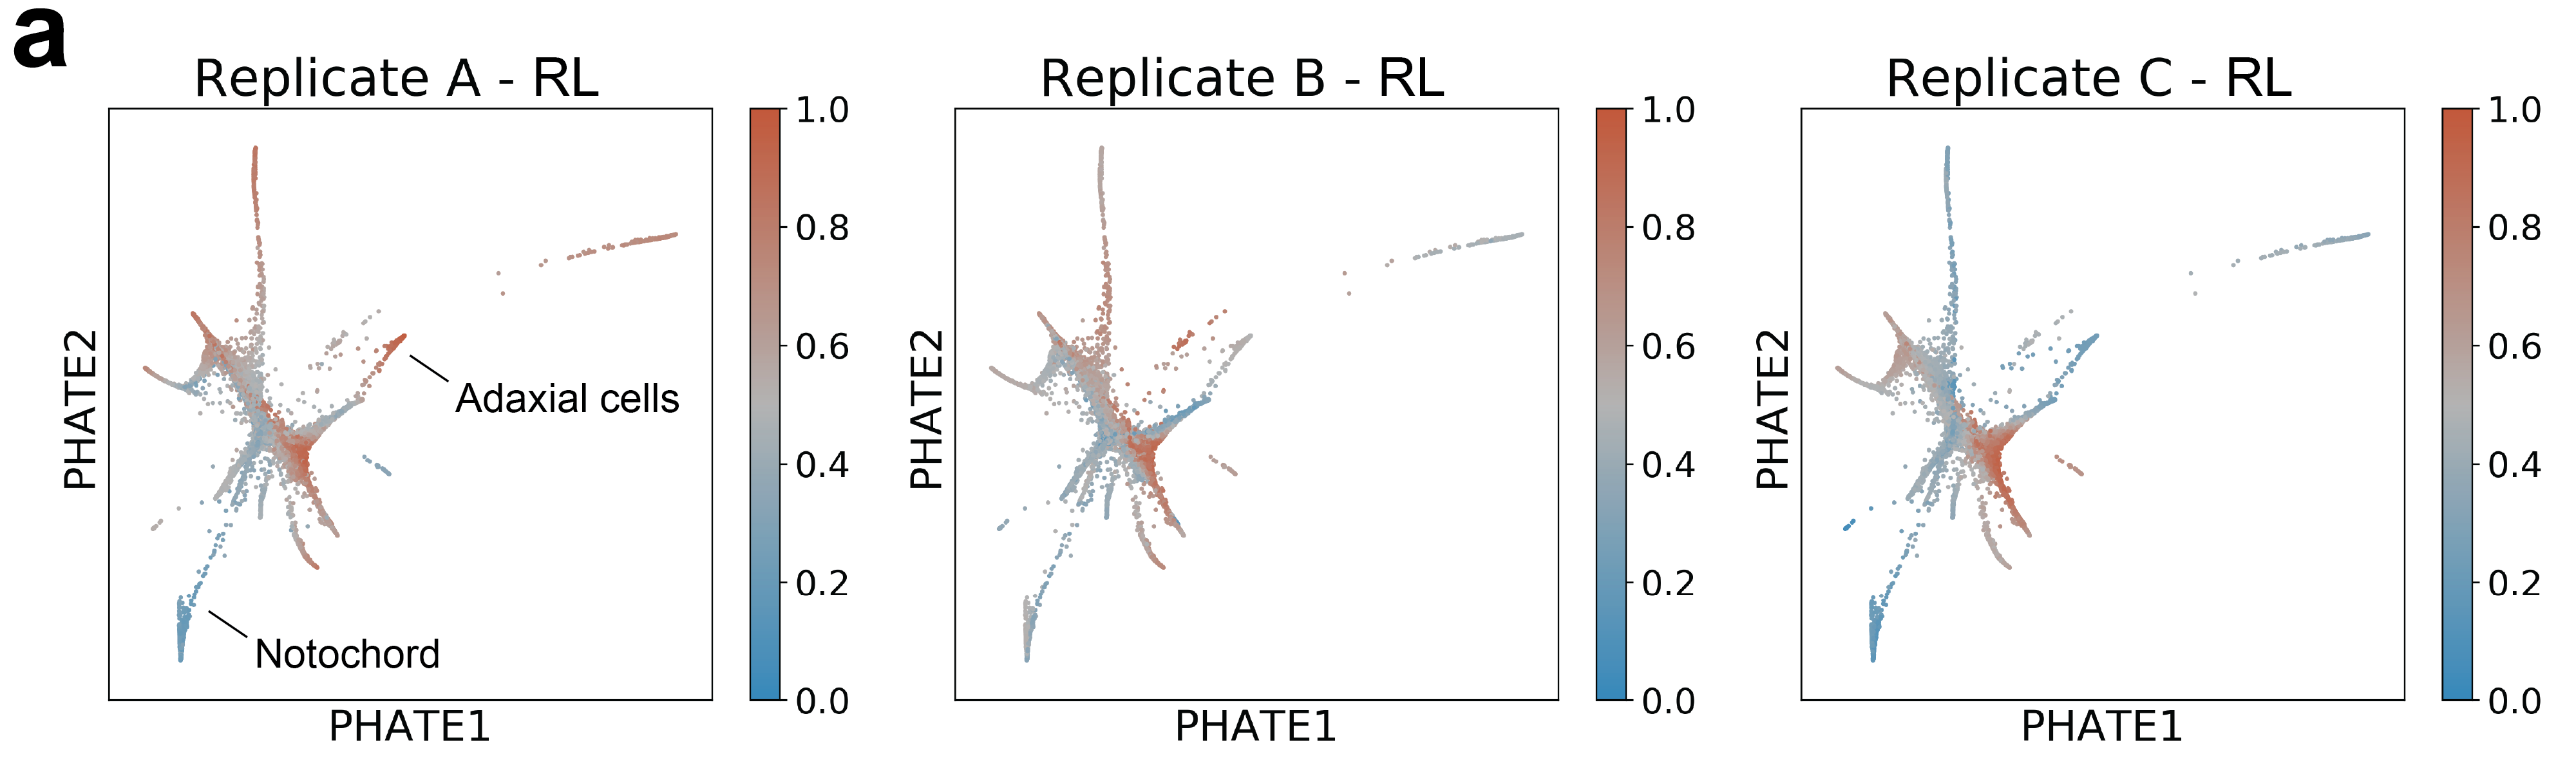 a
Replicate A - RL
Replicate B - RL
Replicate C - RL
PHATE2
Adaxial cells
Notochord
PHATE1
1.0
0.8
0.6
0.4
0.2
0.0
PHATE2
PHATE1
1.0
0.8
0.6
0.4
0.2
0.0
PHATE2
PHATE1
1.0
0.8
0.6
0.4
0.2
0.0